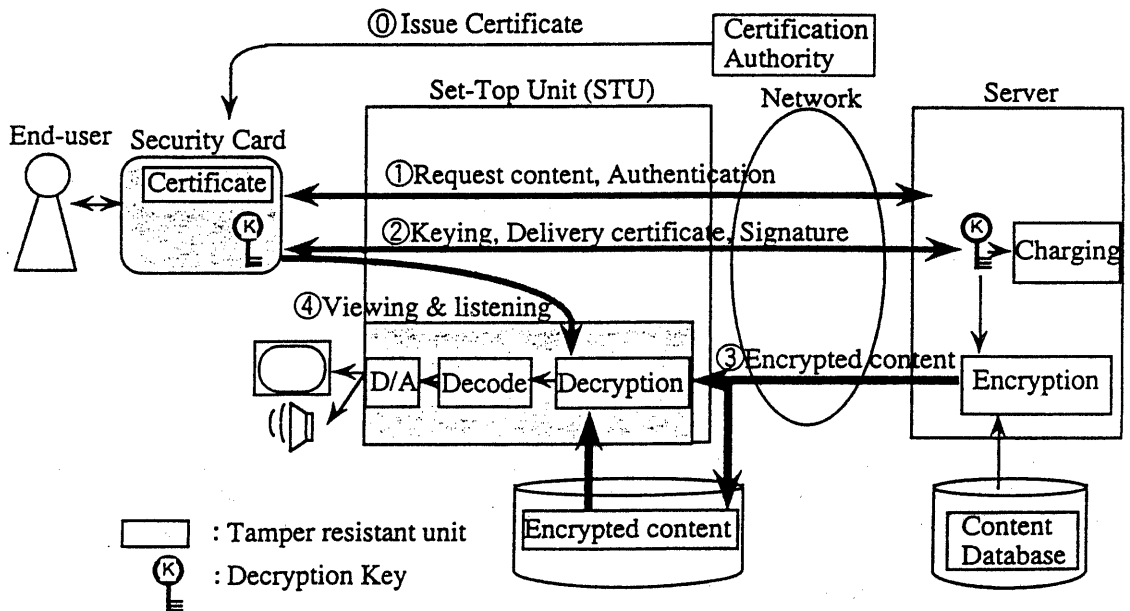 ⓪Issue Certificate
Certification
Authority
Set-Top Unit (STU)
Network
Server
End-user
Security Card
Certificate
①Request content, Authentication
K
②Keying, Delivery certificate, Signature
K
Charging
④Viewing & listening
③Encrypted content
D/A
Decode
Decryption
Encryption
Encrypted content
Content
Database
: Tamper resistant unit
K
: Decryption Key